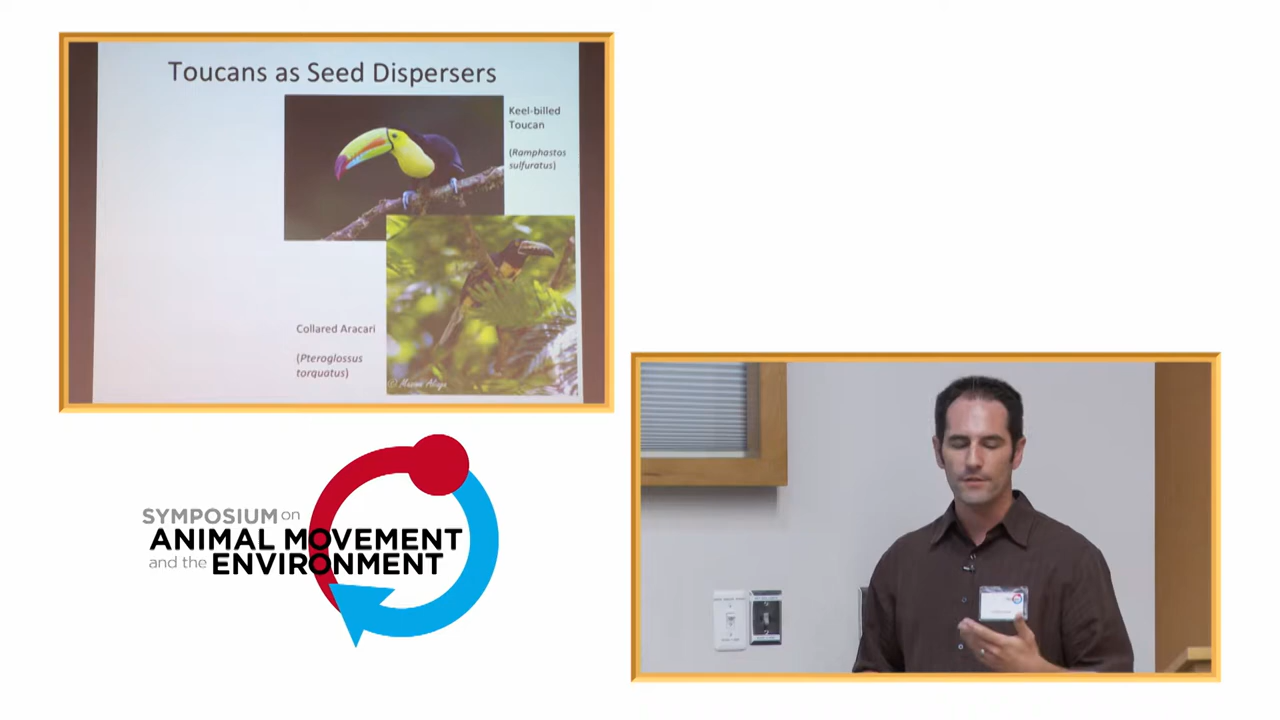 Toucans as Seed Dispersers
Keel-billed
Toucan
(Ramphastos
sulfuratus)
Collared Aracari
(Pteroglossus
torquatus)
SYMPOSIUM on
ANIMAL MOVEMENT
and the ENVIRONMENT